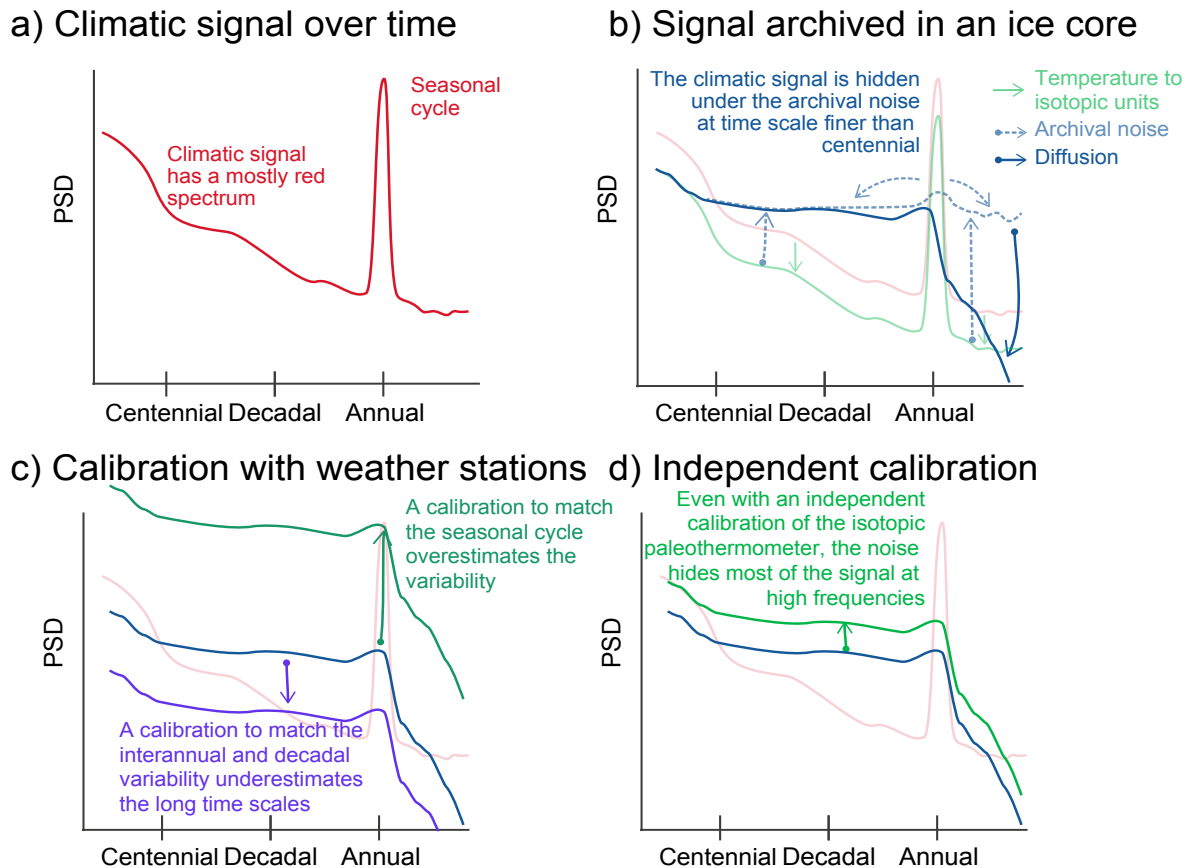 a) Climatic signal over time
PSD
Seasonal
cycle
Climatic signal
has a mostly red
spectrum
Centennial
Decadal
Annual
b) Signal archived in an ice core
PSD
The climatic signal is hidden
under the archival noise
at time scale finer than
centennial
Temperature to
isotopic units
Archival noise
Diffusion
Centennial
Decadal
Annual
c) Calibration with weather stations
PSD
A calibration to match
the seasonal cycle
overestimates the
variability
A calibration to match the
interannual and decadal
variability underestimates
the long time scales
Centennial
Decadal
Annual
d) Independent calibration
PSD
Even with an independent
calibration of the isotopic
paleothermometer, the noise
hides most of the signal at
high frequencies
Centennial
Decadal
Annual